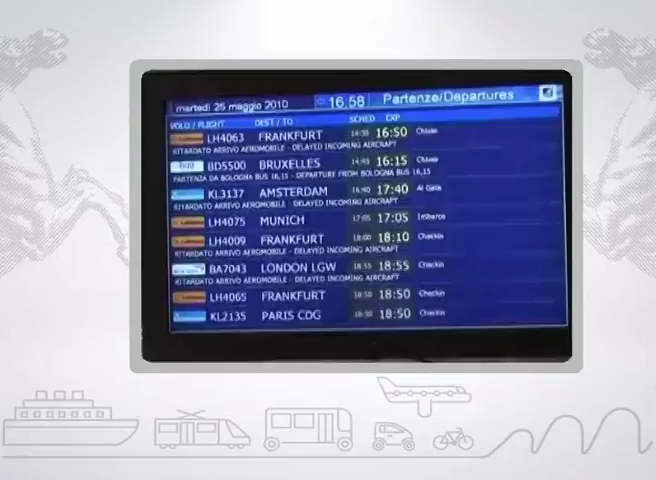 martedì 25 maggio 2010 16,58 Partenze/Departures
VOLO / FLIGHT DEST / TO SCHED EXP
LH4063 FRANKFURT 14:35 16:50 Chiuso
RITARDATO ARRIVO AEROMOBILE - DELAYED INCOMING AIRCRAFT
BD5500 BRUXELLES 14:45 16:15 Chiuso
PARTENZA DA BOLOGNA BUS 16,15 - DEPARTURE FROM BOLOGNA BUS 16,15
KL3137 AMSTERDAM 16:40 17:40 Al Gate
RITARDATO ARRIVO AEROMOBILE - DELAYED INCOMING AIRCRAFT
LH4075 MUNICH 17:05 17:05 Imbarco
LH4009 FRANKFURT 18:00 18:10 Checkin
RITARDATO ARRIVO AEROMOBILE - DELAYED INCOMING AIRCRAFT
BA7043 LONDON LGW 18:55 18:55 Checkin
RITARDATO ARRIVO AEROMOBILE - DELAYED INCOMING AIRCRAFT
LH4065 FRANKFURT 18:50 18:50 Checkin
KL2135 PARIS CDG 18:50 18:50 Checkin